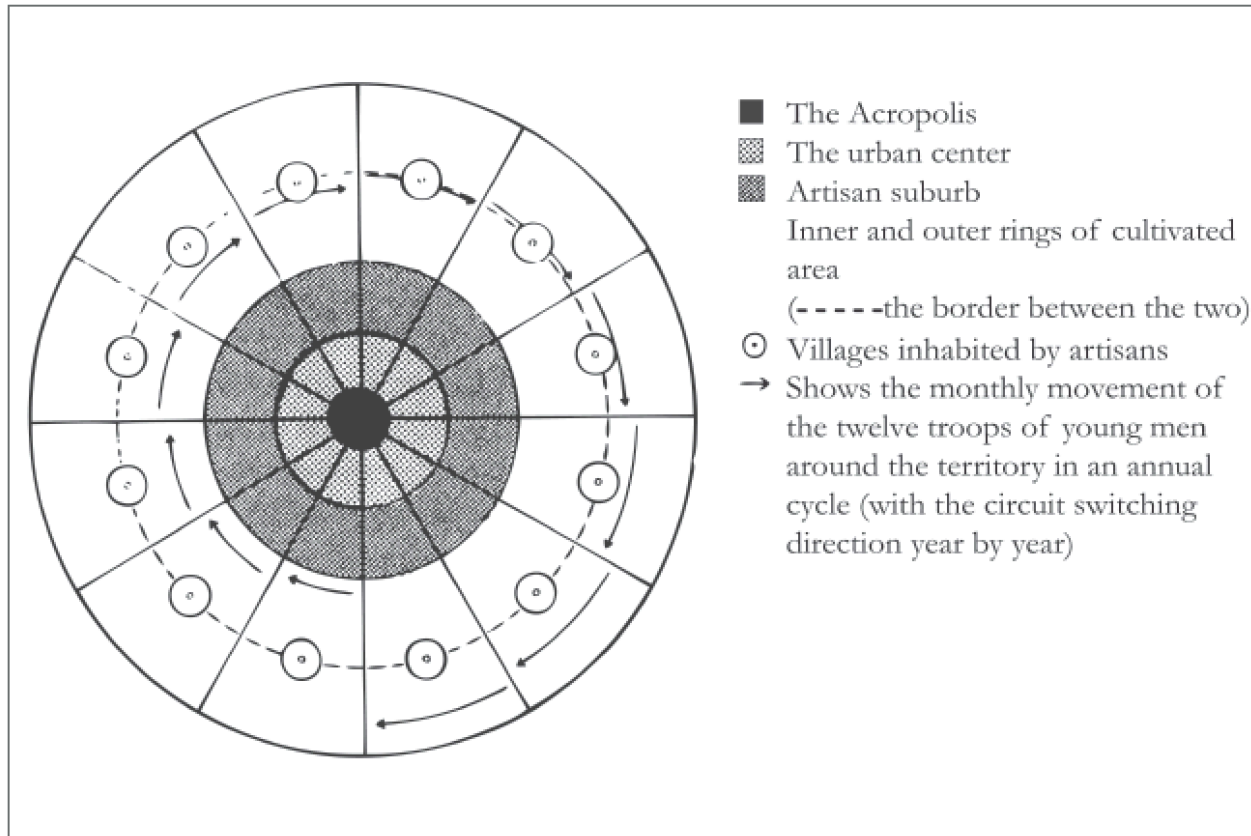 The Acropolis
The urban center
Artisan suburb
Inner and outer rings of cultivated
area
(-----the border between the two)
Villages inhabited by artisans
Shows the monthly movement of
the twelve troops of young men
around the territory in an annual
cycle (with the circuit switching
direction year by year)